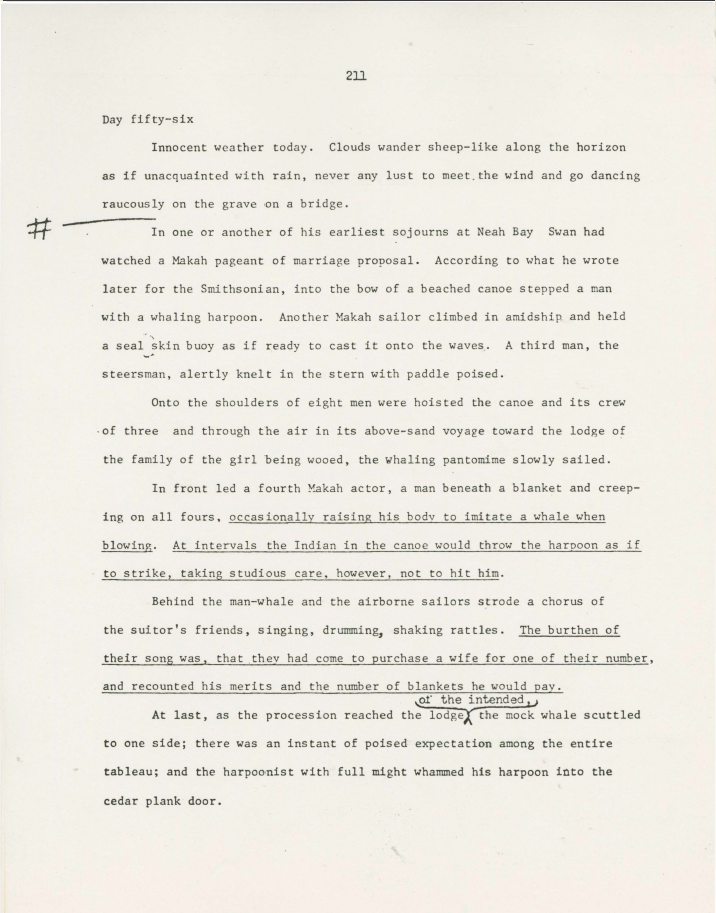 211
Day fifty-six
Innocent weather today. Clouds wander sheep-like along the horizon
as if unacquainted with rain, never any lust to meet the wind and go dancing
raucously on the grave on a bridge.
#
In one or another of his earliest sojourns at Neah Bay Swan had
watched a Makah pageant of marriage proposal. According to what he wrote
later for the Smithsonian, into the bow of a beached canoe stepped a man
with a whaling harpoon. Another Makah sailor climbed in amidship and held
a seal skin buoy as if ready to cast it onto the waves. A third man, the
steersman, alertly knelt in the stern with paddle poised.
Onto the shoulders of eight men were hoisted the canoe and its crew
of three and through the air in its above-sand voyage toward the lodge of
the family of the girl being wooed, the whaling pantomime slowly sailed.
In front led a fourth Makah actor, a man beneath a blanket and creep-
ing on all fours, occasionally raising his body to imitate a whale when
blowing. At intervals the Indian in the canoe would throw the harpoon as if
to strike, taking studious care, however, not to hit him.
Behind the man-whale and the airborne sailors strode a chorus of
the suitor's friends, singing, drumming, shaking rattles. The burthen of
their song was, that they had come to purchase a wife for one of their number,
and recounted his merits and the number of blankets he would pay.
of the intended,
At last, as the procession reached the lodge the mock whale scuttled
to one side; there was an instant of poised expectation among the entire
tableau; and the harpoonist with full might whammed his harpoon into the
cedar plank door.